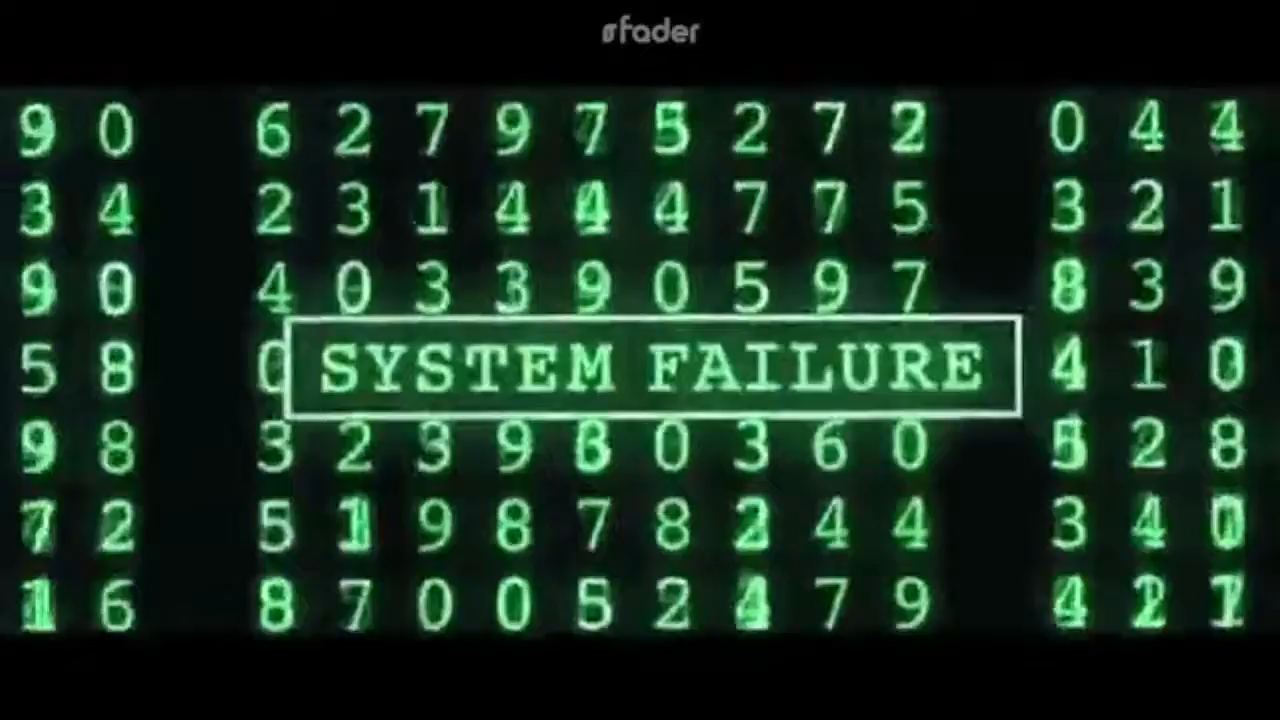 fader
9 0 6 2 7 9 7 5 2 7 2 0 4 4
3 4 2 3 1 4 4 4 7 7 5 3 2 1
9 0 4 0 3 3 9 0 5 9 7 8 3 9
5 8 0 SYSTEM FAILURE 4 1 0
9 8 3 2 3 9 8 0 3 6 0 5 2 8
7 2 5 1 9 8 7 8 2 4 4 3 4 0
1 6 8 7 0 0 5 2 4 7 9 4 2